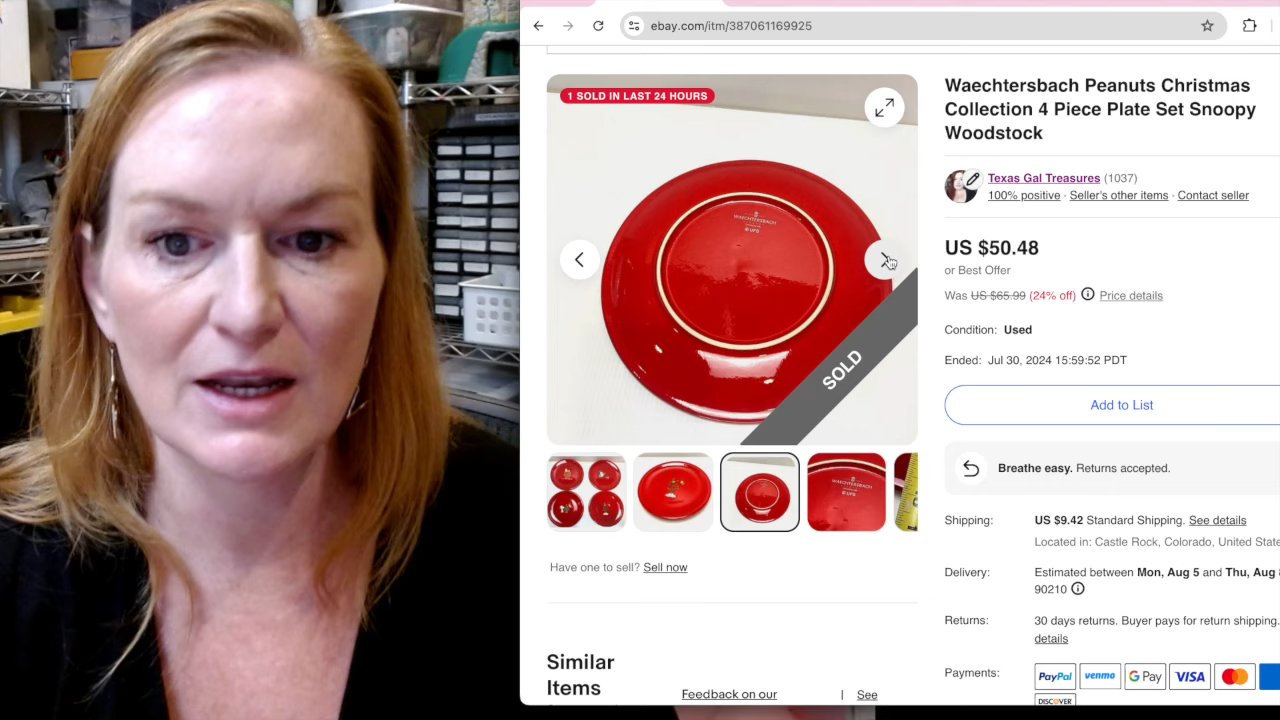 ebay.com/itm/387061169925
1 SOLD IN LAST 24 HOURS
WAECHTERSBACH
® UFS
SOLD
WAECHTERSBACH
® UFS
Have one to sell? Sell now
Similar
Items
Feedback on our
| See
Waechtersbach Peanuts Christmas
Collection 4 Piece Plate Set Snoopy
Woodstock
Texas Gal Treasures (1037)
100% positive · Seller's other items · Contact seller
US $50.48
or Best Offer
Was US $65.99 (24% off) Price details
Condition: Used
Ended: Jul 30, 2024 15:59:52 PDT
Add to List
Breathe easy. Returns accepted.
Shipping: US $9.42 Standard Shipping. See details
Located in: Castle Rock, Colorado, United State
Delivery: Estimated between Mon, Aug 5 and Thu, Aug
90210
Returns: 30 days returns. Buyer pays for return shipping.
details
Payments: PayPal venmo G Pay VISA
DISCOVER